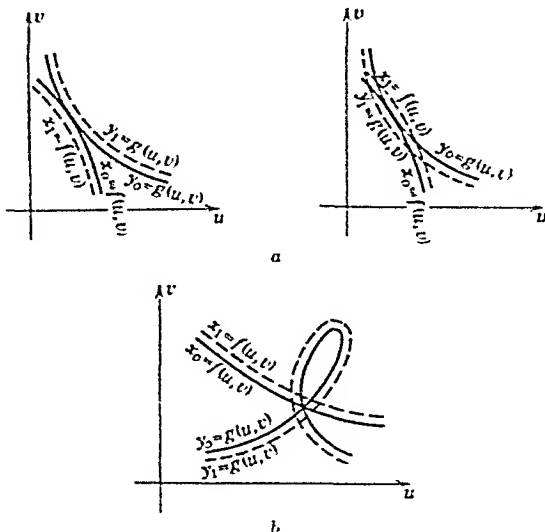 v
x₁=f(u,v)
x₀=f(u,v)
y₁=g(u,v)
y₀=g(u,v)
u
v
x₁=f(u,v)
y₁=g(u,v)
y₀=g(u,v)
x₀=f(u,v)
u
a
v
x₁=f(u,v)
x₀=f(u,v)
y₀=g(u,v)
y₁=g(u,v)
u
b